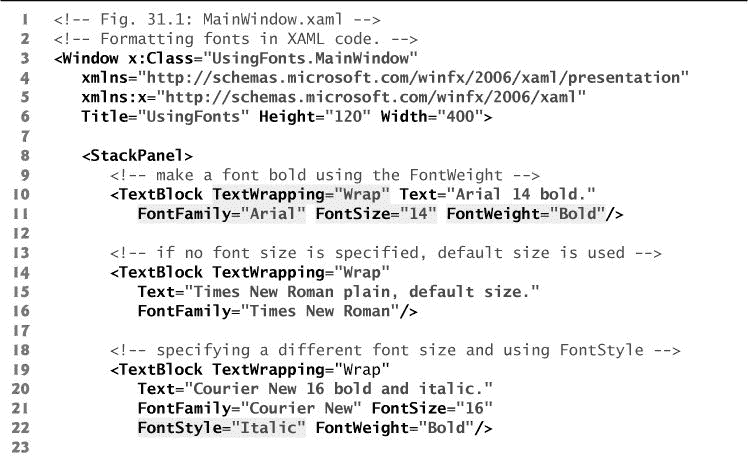 1 <!-- Fig. 31.1: MainWindow.xaml -->
2 <!-- Formatting fonts in XAML code. -->
3 <Window x:Class="UsingFonts.MainWindow"
4 xmlns="http://schemas.microsoft.com/winfx/2006/xaml/presentation"
5 xmlns:x="http://schemas.microsoft.com/winfx/2006/xaml"
6 Title="UsingFonts" Height="120" Width="400">
7
8 <StackPanel>
9 <!-- make a font bold using the FontWeight -->
10 <TextBlock TextWrapping="Wrap" Text="Arial 14 bold."
11 FontFamily="Arial" FontSize="14" FontWeight="Bold"/>
12
13 <!-- if no font size is specified, default size is used -->
14 <TextBlock TextWrapping="Wrap"
15 Text="Times New Roman plain, default size."
16 FontFamily="Times New Roman"/>
17
18 <!-- specifying a different font size and using FontStyle -->
19 <TextBlock TextWrapping="Wrap"
20 Text="Courier New 16 bold and italic."
21 FontFamily="Courier New" FontSize="16"
22 FontStyle="Italic" FontWeight="Bold"/>
23